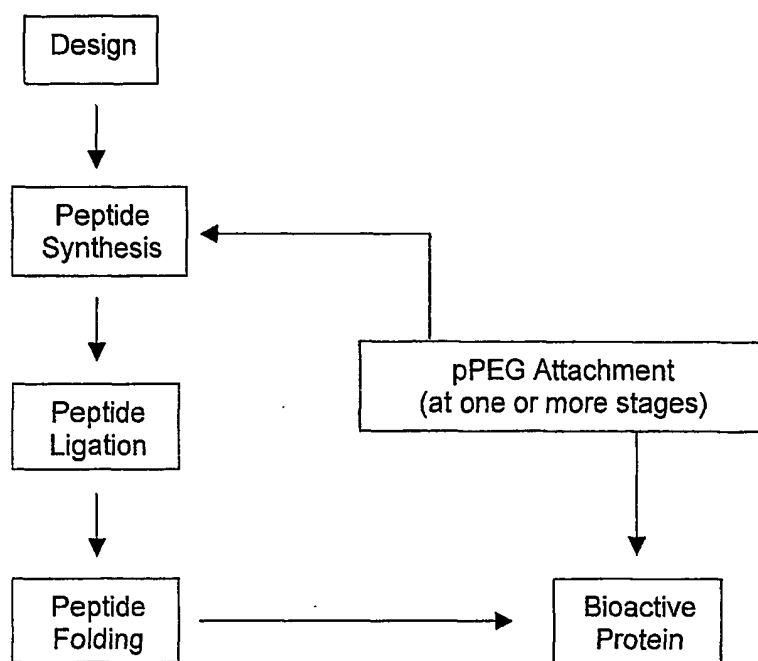 Design
Peptide
Synthesis
pPEG Attachment
(at one or more stages)
Peptide
Ligation
Peptide
Folding
Bioactive
Protein